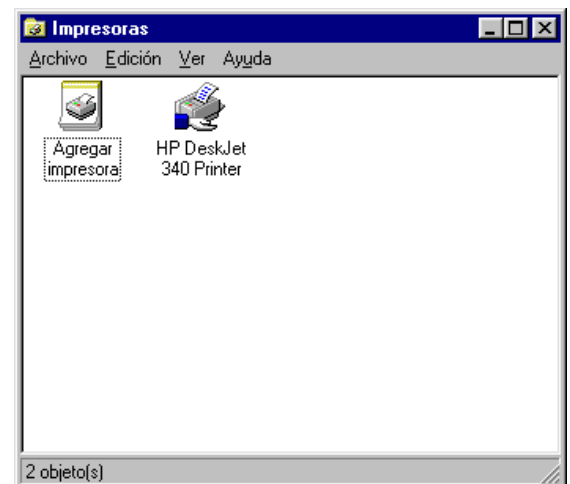 Impresoras
Archivo Edición Ver Ayuda
Agregar impresora
HP DeskJet 340 Printer
2 objeto(s)